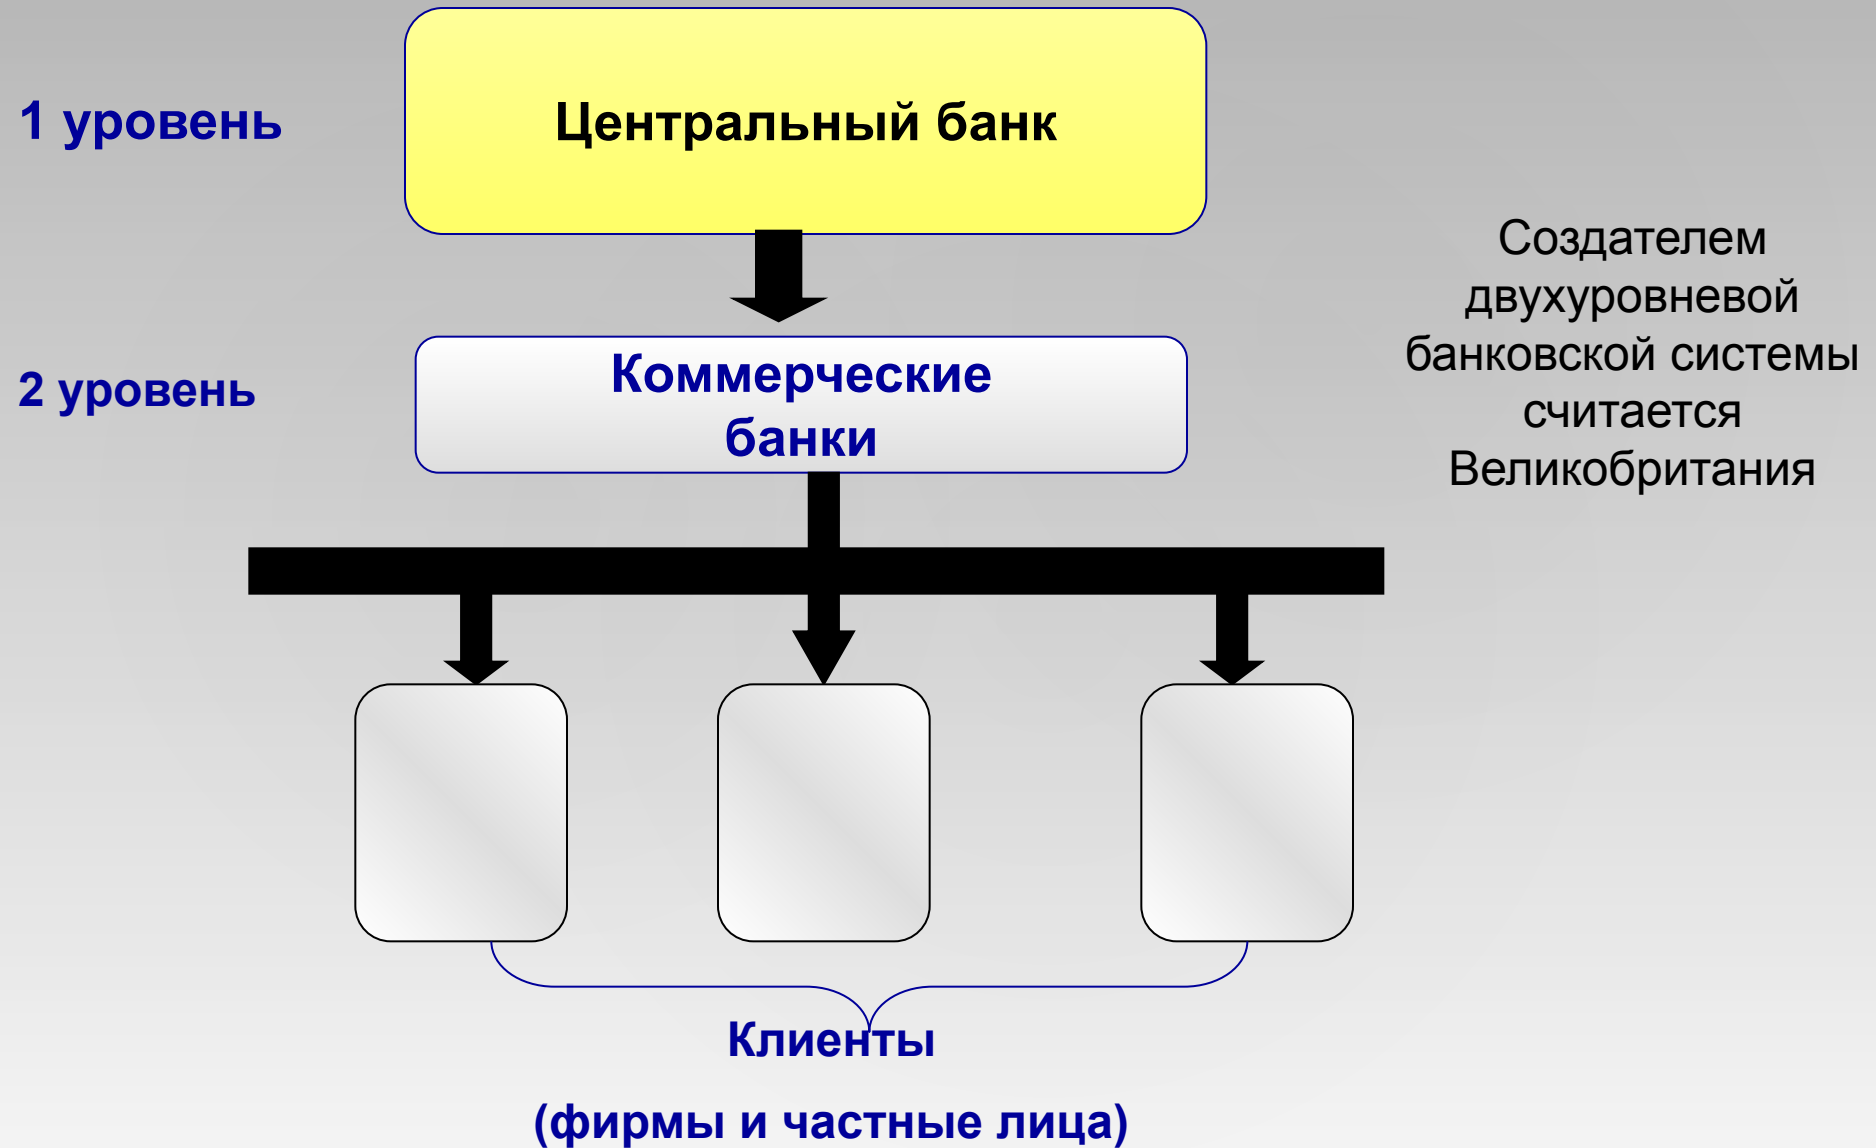 1 уровень
Центральный банк
Создателем
двухуровневой
банковской системы
считается
Великобритания
2 уровень
Коммерческие
банки
Клиенты
(фирмы и частные лица)